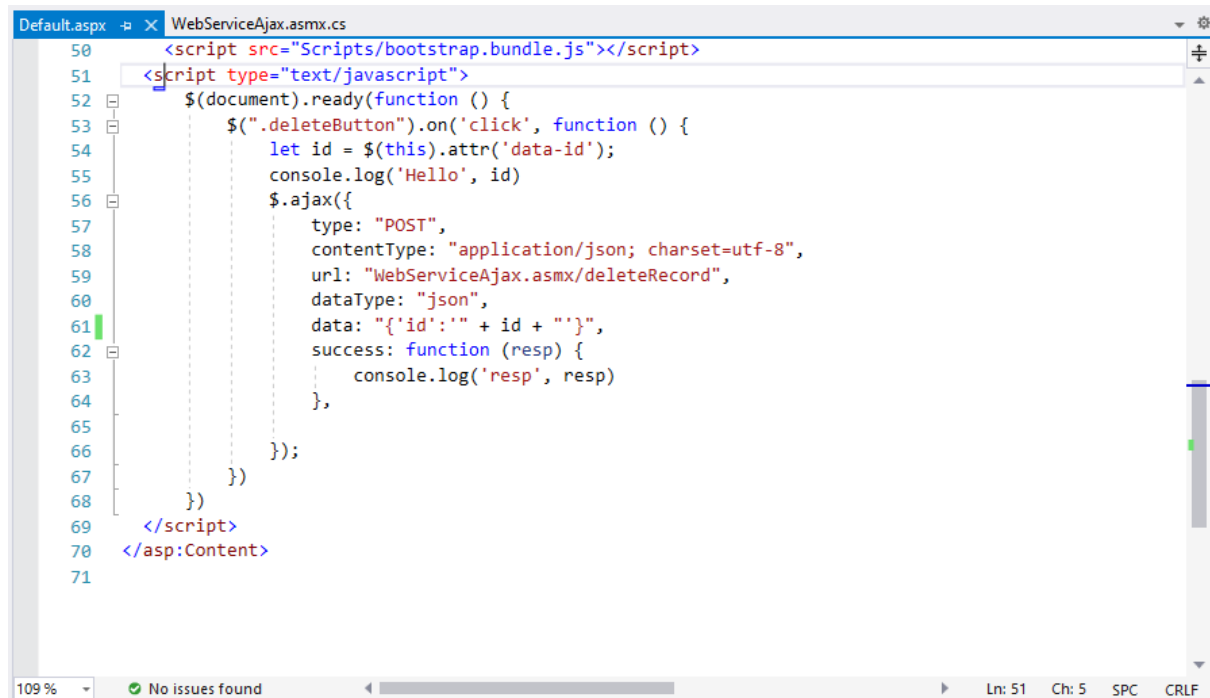 Default.aspx WebServiceAjax.asmx.cs
50 <script src="Scripts/bootstrap.bundle.js"></script>
51 <script type="text/javascript">
52 $(document).ready(function () {
53 $(".deleteButton").on('click', function () {
54 let id = $(this).attr('data-id');
55 console.log('Hello', id)
56 $.ajax({
57 type: "POST",
58 contentType: "application/json; charset=utf-8",
59 url: "WebServiceAjax.asmx/deleteRecord",
60 dataType: "json",
61 data: "{'id':'" + id + "'}",
62 success: function (resp) {
63 console.log('resp', resp)
64 },
65
66 });
67 })
68 })
69 </script>
70 </asp:Content>
71
109 % No issues found Ln: 51 Ch: 5 SPC CRLF